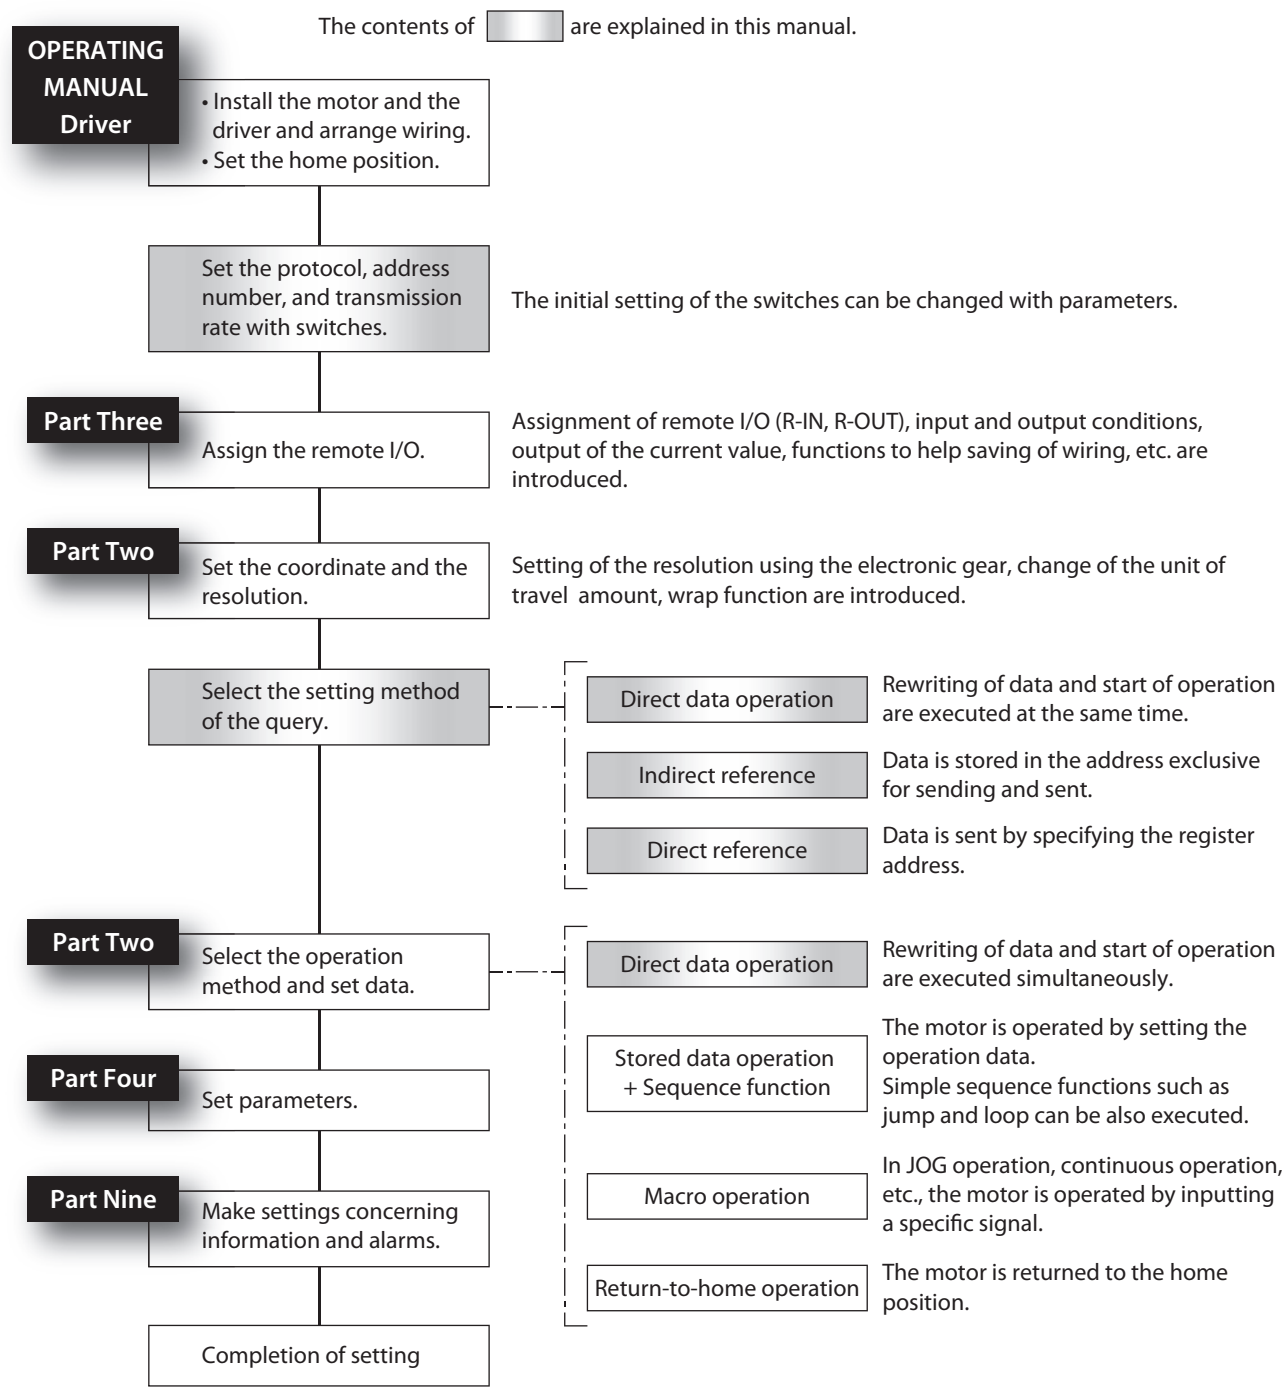 The contents of are explained in this manual.
OPERATING
MANUAL
Driver
• Install the motor and the
driver and arrange wiring.
• Set the home position.
Set the protocol, address
number, and transmission
rate with switches.
The initial setting of the switches can be changed with parameters.
Part Three
Assign the remote I/O.
Assignment of remote I/O (R-IN, R-OUT), input and output conditions,
output of the current value, functions to help saving of wiring, etc. are
introduced.
Part Two
Set the coordinate and the
resolution.
Setting of the resolution using the electronic gear, change of the unit of
travel amount, wrap function are introduced.
Select the setting method
of the query.
Direct data operation
Rewriting of data and start of operation
are executed at the same time.
Indirect reference
Data is stored in the address exclusive
for sending and sent.
Direct reference
Data is sent by specifying the register
address.
Part Two
Select the operation
method and set data.
Direct data operation
Rewriting of data and start of operation
are executed simultaneously.
Stored data operation
+ Sequence function
The motor is operated by setting the
operation data.
Simple sequence functions such as
jump and loop can be also executed.
Part Four
Set parameters.
Macro operation
In JOG operation, continuous operation,
etc., the motor is operated by inputting
a specific signal.
Part Nine
Make settings concerning
information and alarms.
Return-to-home operation
The motor is returned to the home
position.
Completion of setting